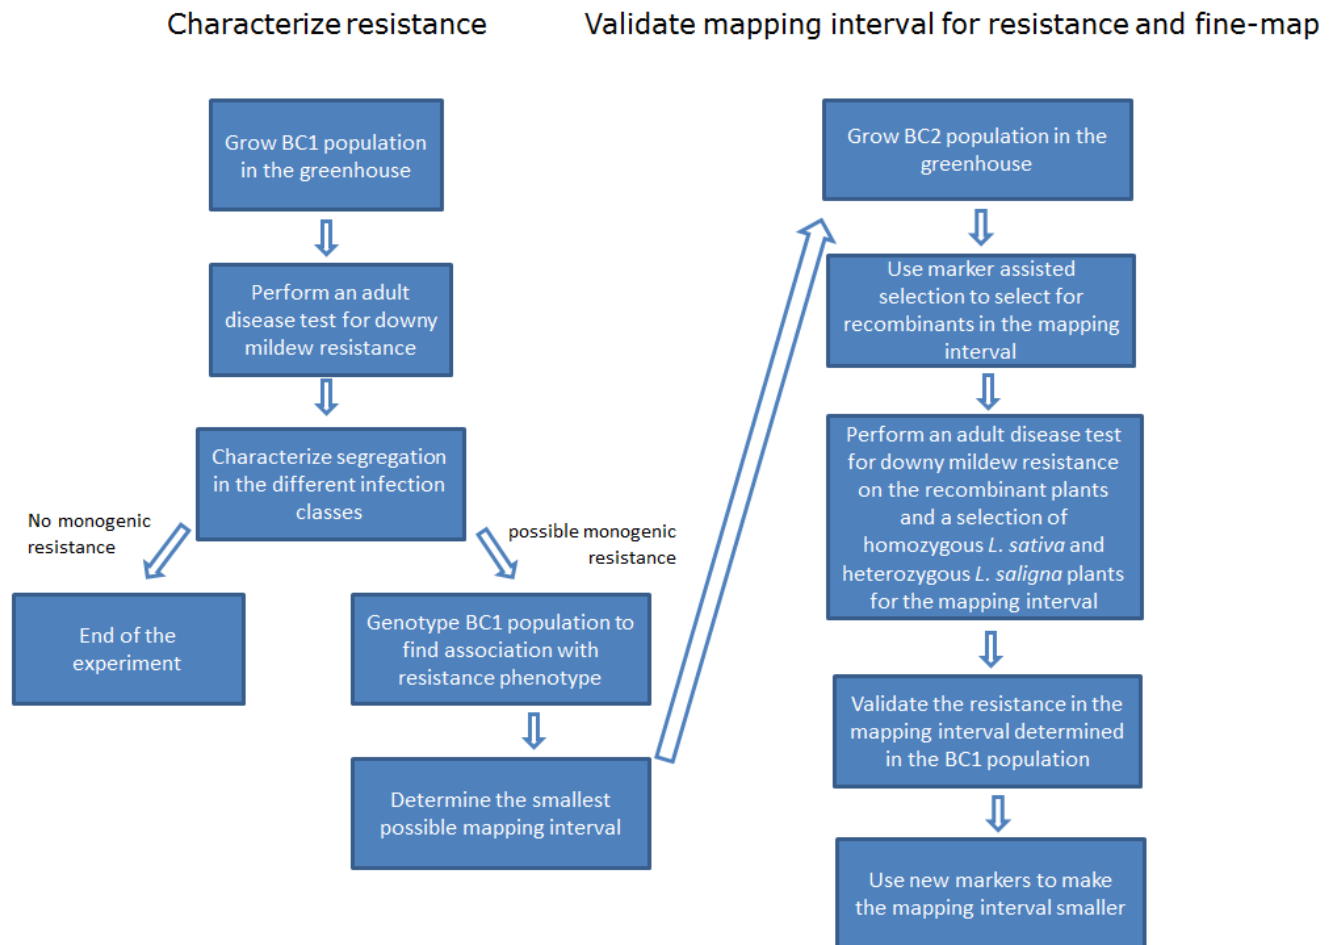 Characterize resistance
Validate mapping interval for resistance and fine-map
Grow BC1 population
in the greenhouse
Perform an adult
disease test for downy
mildew resistance
Characterize segregation
in the different infection
classes
No monogenic
resistance
possible monogenic
resistance
End of the
experiment
Genotype BC1 population to
find association with
resistance phenotype
Determine the smallest
possible mapping interval
Grow BC2 population in the
greenhouse
Use marker assisted
selection to select for
recombinants in the mapping
interval
Perform an adult disease test
for downy mildew resistance
on the recombinant plants
and a selection of
homozygous L. sativa and
heterozygous L. saligna plants
for the mapping interval
Validate the resistance in the
mapping interval determined
in the BC1 population
Use new markers to make
the mapping interval smaller